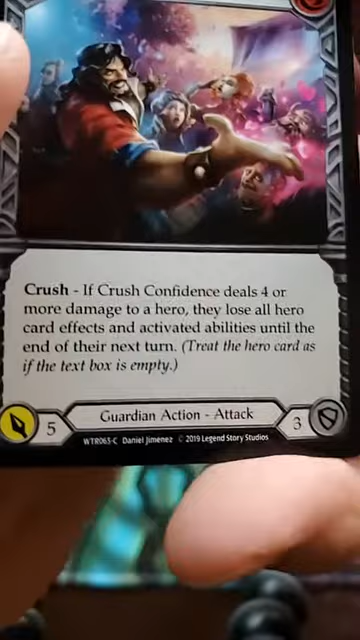 Crush - If Crush Confidence deals 4 or
more damage to a hero, they lose all hero
card effects and activated abilities until the
end of their next turn. (Treat the hero card as
if the text box is empty.)
5
Guardian Action - Attack
3
WTR063-C Daniel Jimenez © 2019 Legend Story Studios